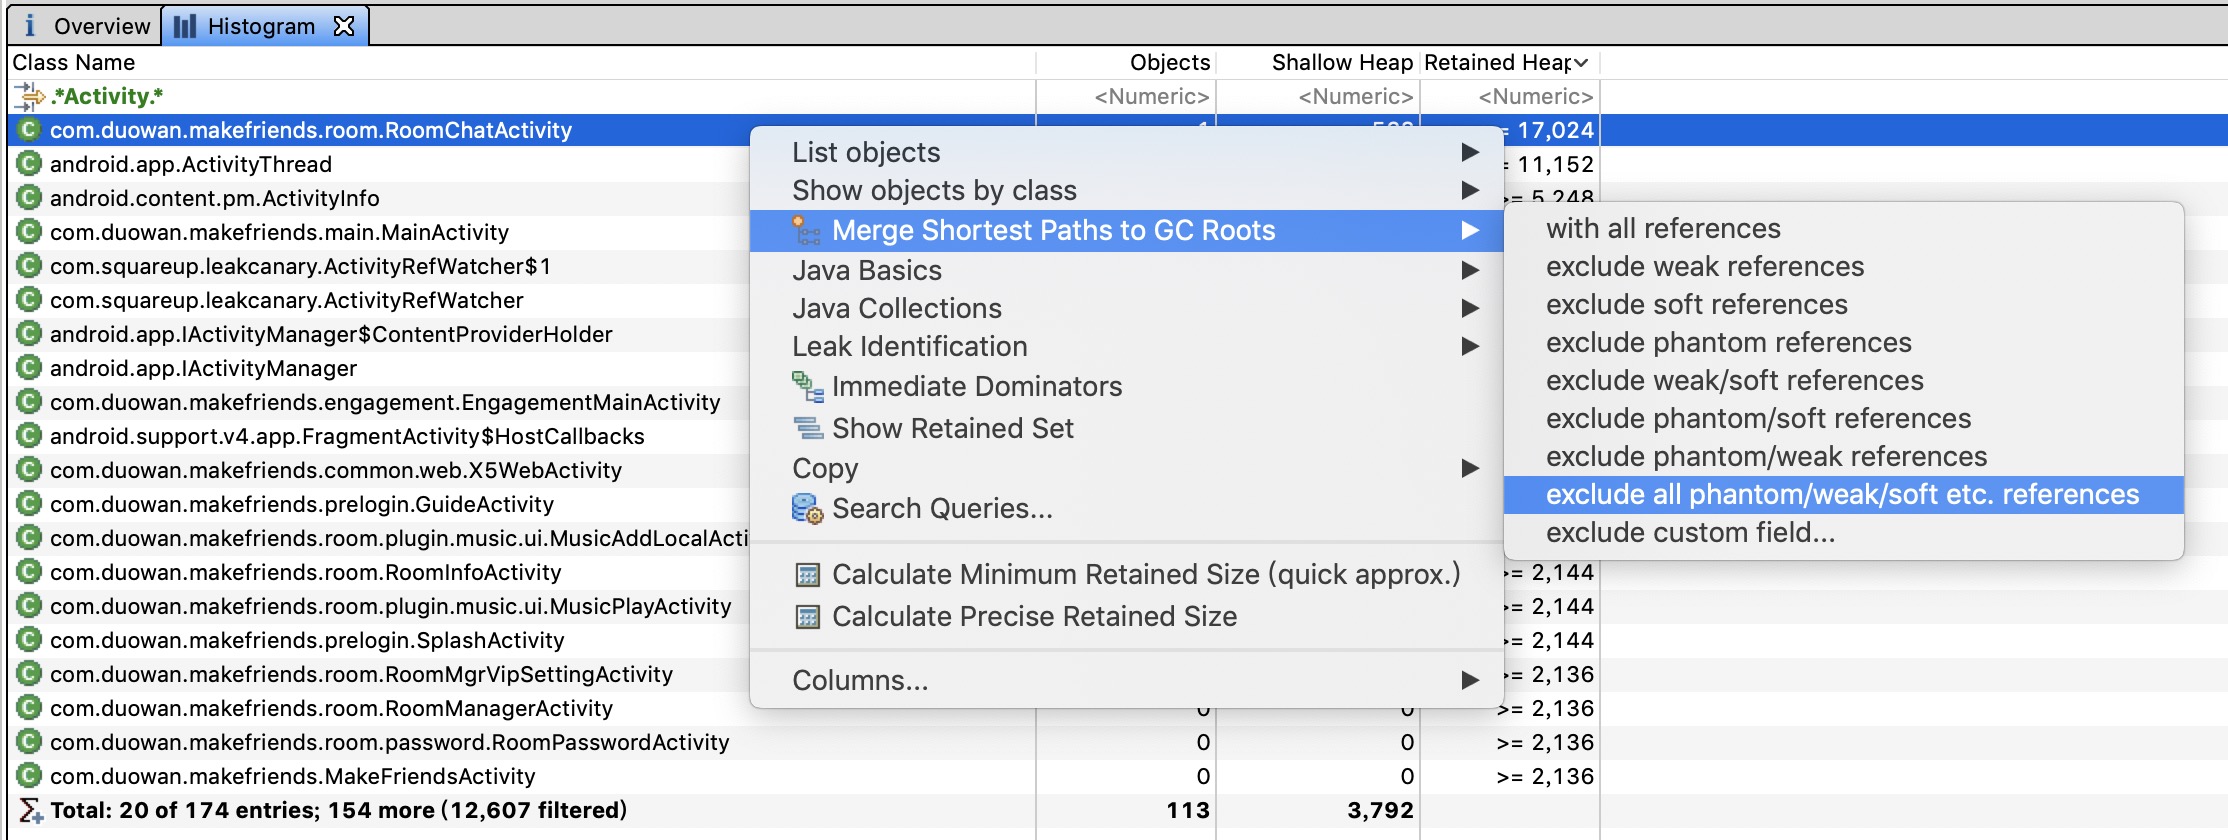 Overview Histogram
Class Name Objects Shallow Heap Retained Heap
.*Activity.* <Numeric> <Numeric> <Numeric>
com.duowan.makefriends.room.RoomChatActivity 17,024
android.app.ActivityThread 11,152
android.content.pm.ActivityInfo >= 5,248
com.duowan.makefriends.main.MainActivity
com.squareup.leakcanary.ActivityRefWatcher$1
com.squareup.leakcanary.ActivityRefWatcher
android.app.IActivityManager$ContentProviderHolder
android.app.IActivityManager
com.duowan.makefriends.engagement.EngagementMainActivity
android.support.v4.app.FragmentActivity$HostCallbacks
com.duowan.makefriends.common.web.X5WebActivity
com.duowan.makefriends.prelogin.GuideActivity
com.duowan.makefriends.room.plugin.music.ui.MusicAddLocalActi
com.duowan.makefriends.room.RoomInfoActivity >= 2,144
com.duowan.makefriends.room.plugin.music.ui.MusicPlayActivity >= 2,144
com.duowan.makefriends.prelogin.SplashActivity >= 2,144
com.duowan.makefriends.room.RoomMgrVipSettingActivity >= 2,136
com.duowan.makefriends.room.RoomManagerActivity 0 0 >= 2,136
com.duowan.makefriends.room.password.RoomPasswordActivity 0 0 >= 2,136
com.duowan.makefriends.MakeFriendsActivity 0 0 >= 2,136
Total: 20 of 174 entries; 154 more (12,607 filtered) 113 3,792
List objects
Show objects by class
Merge Shortest Paths to GC Roots
Java Basics
Java Collections
Leak Identification
Immediate Dominators
Show Retained Set
Copy
Search Queries...
Calculate Minimum Retained Size (quick approx.)
Calculate Precise Retained Size
Columns...
with all references
exclude weak references
exclude soft references
exclude phantom references
exclude weak/soft references
exclude phantom/soft references
exclude phantom/weak references
exclude all phantom/weak/soft etc. references
exclude custom field...